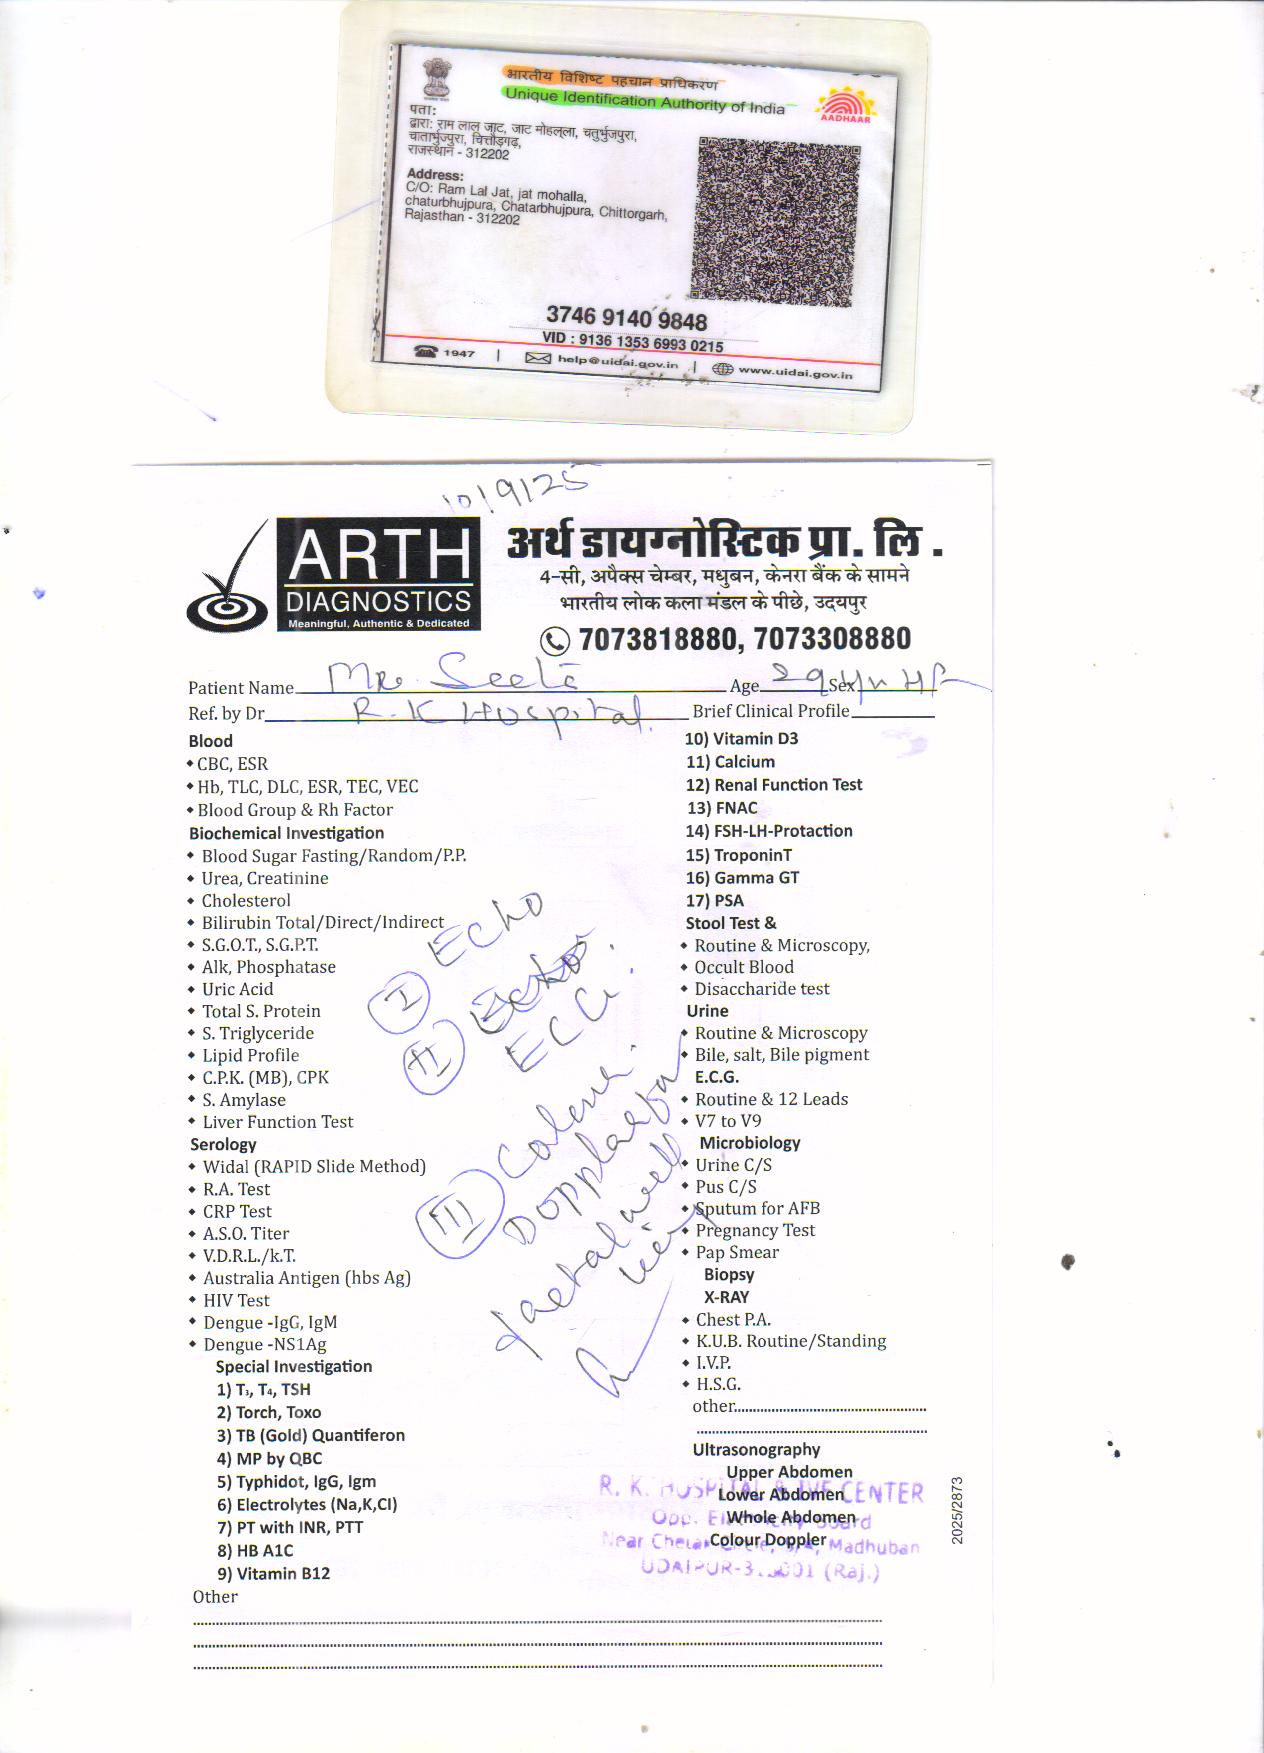 भारतीय विशिष्ट पहचान प्राधिकरण
Unique Identification Authority of India
AADHAAR
पता:
द्वारा: राम लाल जाट, जाट मोहल्ला, चतुर्भुजपुरा,
चातार्भुजपुरा, चित्तौड़गढ़,
राजस्थान - 312202
Address:
C/O: Ram Lal Jat, jat mohalla,
chaturbhujpura, Chatarbhujpura, Chittorgarh,
Rajasthan - 312202
3746 9140 9848
VID : 9136 1353 6993 0215
1947 | help@uidai.gov.in | www.uidai.gov.in
10/9/25
ARTH
DIAGNOSTICS
Meaningful, Authentic & Dedicated
अर्थ डायग्नोस्टिक प्रा. लि .
4-सी, अपैक्स चेम्बर, मधुबन, केनरा बैंक के सामने
भारतीय लोक कला मंडल के पीछे, उदयपुर
7073818880, 7073308880
Patient Name Age 29 Sex
Ref. by Dr R.K Hospital. Brief Clinical Profile
Blood
CBC, ESR
Hb, TLC, DLC, ESR, TEC, VEC
Blood Group & Rh Factor
Biochemical Investigation
Blood Sugar Fasting/Random/P.P.
Urea, Creatinine
Cholesterol
Bilirubin Total/Direct/Indirect
S.G.O.T., S.G.P.T.
Alk, Phosphatase
Uric Acid
Total S. Protein
S. Triglyceride
Lipid Profile
C.P.K. (MB), CPK
S. Amylase
Liver Function Test
Serology
Widal (RAPID Slide Method)
R.A. Test
CRP Test
A.S.O. Titer
V.D.R.L./k.T.
Australia Antigen (hbs Ag)
HIV Test
Dengue -IgG, IgM
Dengue -NS1Ag
Special Investigation
1) T3, T4, TSH
2) Torch, Toxo
3) TB (Gold) Quantiferon
4) MP by QBC
5) Typhidot, IgG, Igm
6) Electrolytes (Na,K,Cl)
7) PT with INR, PTT
8) HB A1C
9) Vitamin B12
Other
I Echo
II Echo
ECG
III
10) Vitamin D3
11) Calcium
12) Renal Function Test
13) FNAC
14) FSH-LH-Protaction
15) TroponinT
16) Gamma GT
17) PSA
Stool Test &
Routine & Microscopy,
Occult Blood
Disaccharide test
Urine
Routine & Microscopy
Bile, salt, Bile pigment
E.C.G.
Routine & 12 Leads
V7 to V9
Microbiology
Urine C/S
Pus C/S
Sputum for AFB
Pregnancy Test
Pap Smear
Biopsy
X-RAY
Chest P.A.
K.U.B. Routine/Standing
I.V.P.
H.S.G.
other
Ultrasonography
Upper Abdomen
Lower Abdomen
Whole Abdomen
Colour Doppler
R. K. HOSPITAL & IVF CENTER
Opp. Electricity Board
Near Chetak Circle, Madhuban
UDAIPUR (Raj.)
2025/2873